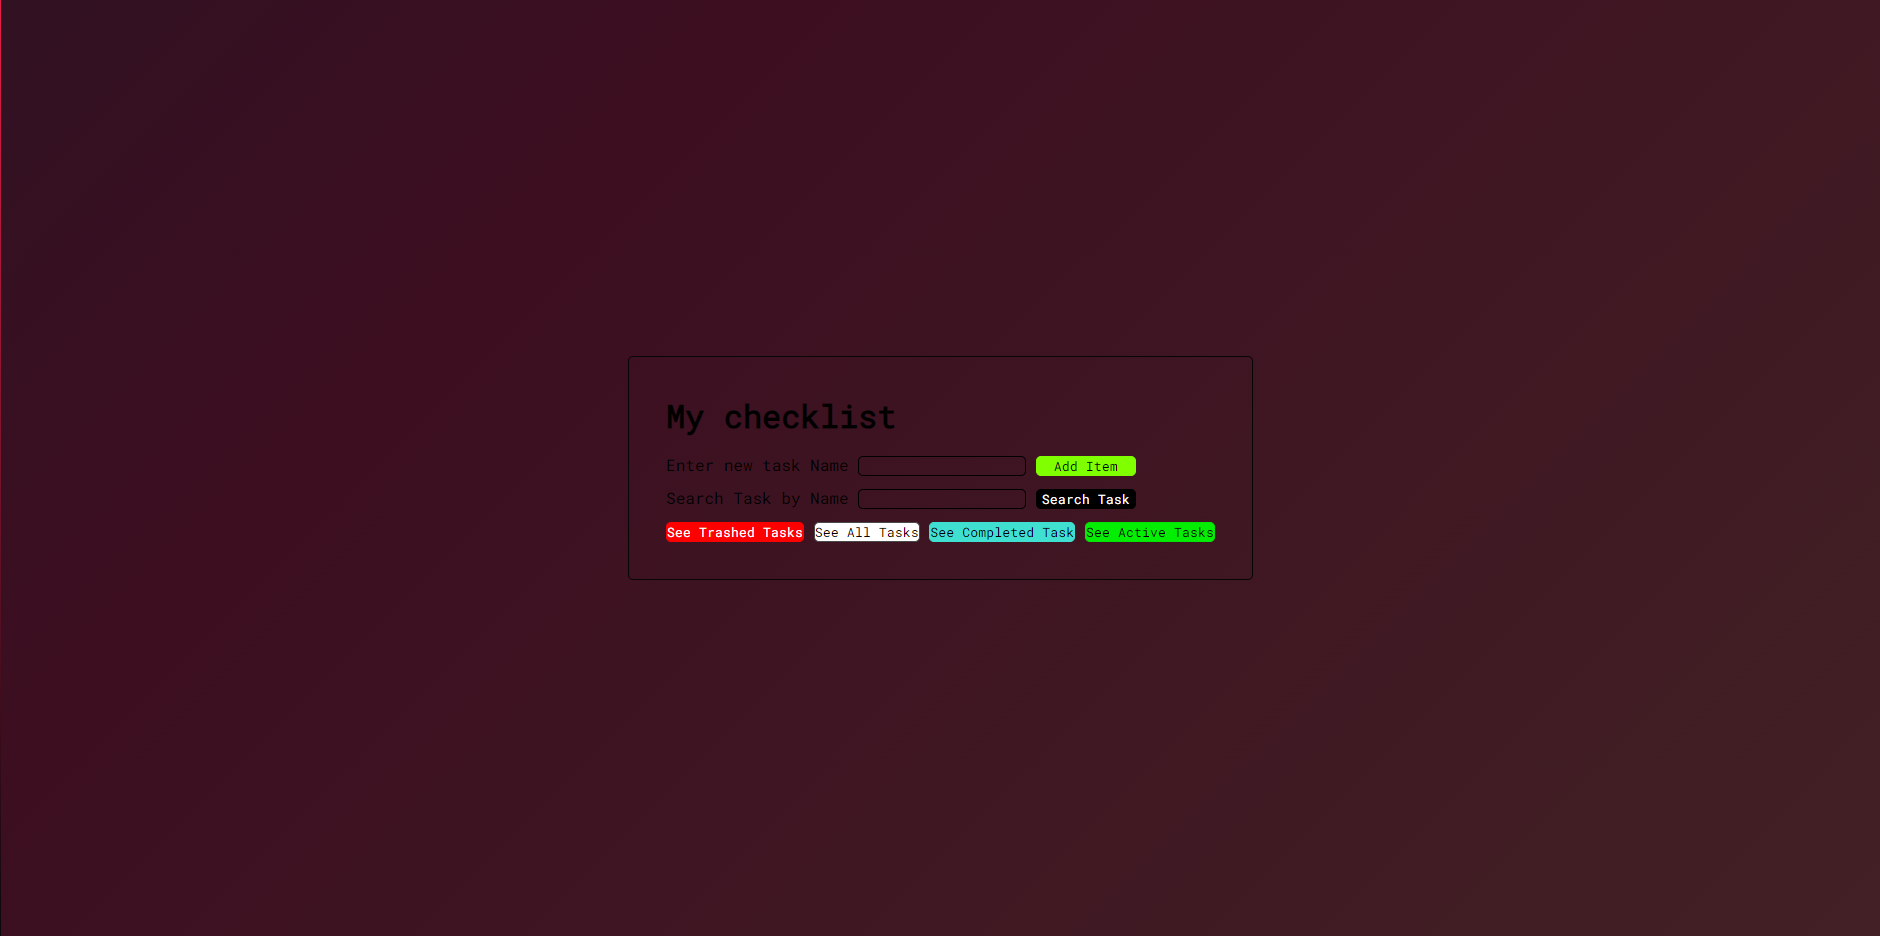 My checklist
Enter new task Name Add Item
Search Task by Name Search Task
See Trashed Tasks See All Tasks See Completed Task See Active Tasks